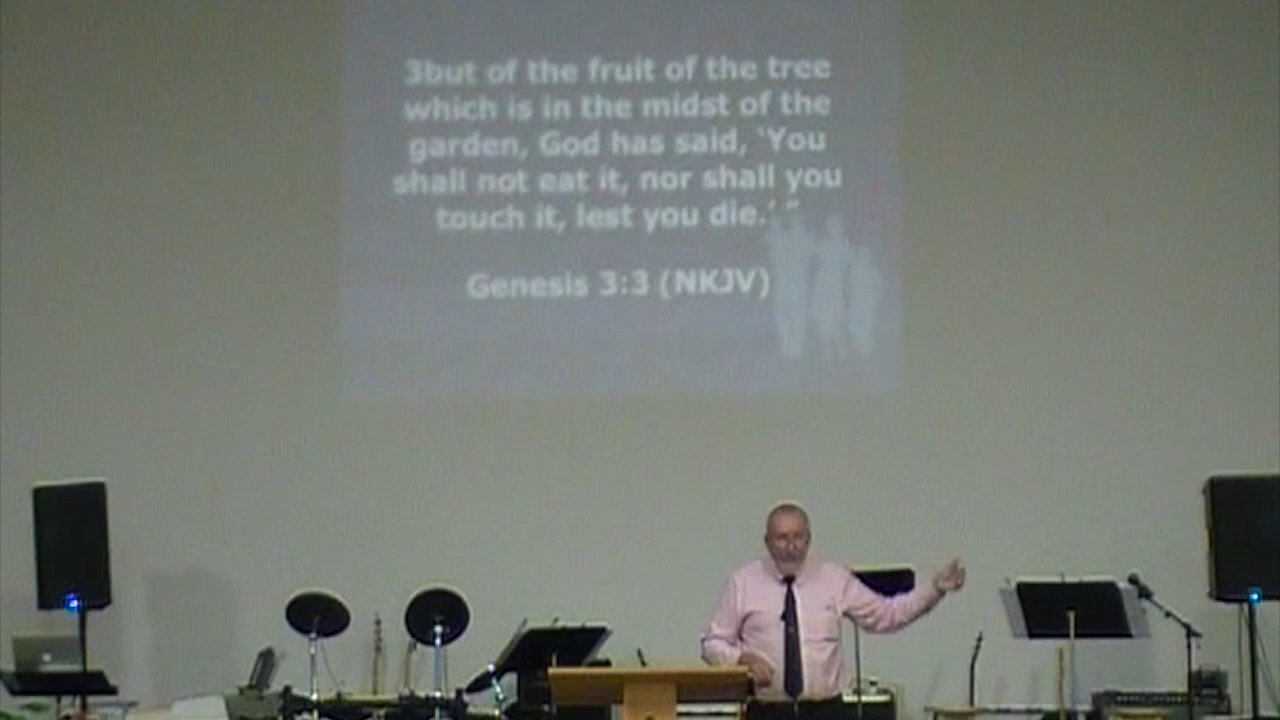 3but of the fruit of the tree
which is in the midst of the
garden, God has said, ‘You
shall not eat it, nor shall you
touch it, lest you die.’ ”
Genesis 3:3 (NKJV)